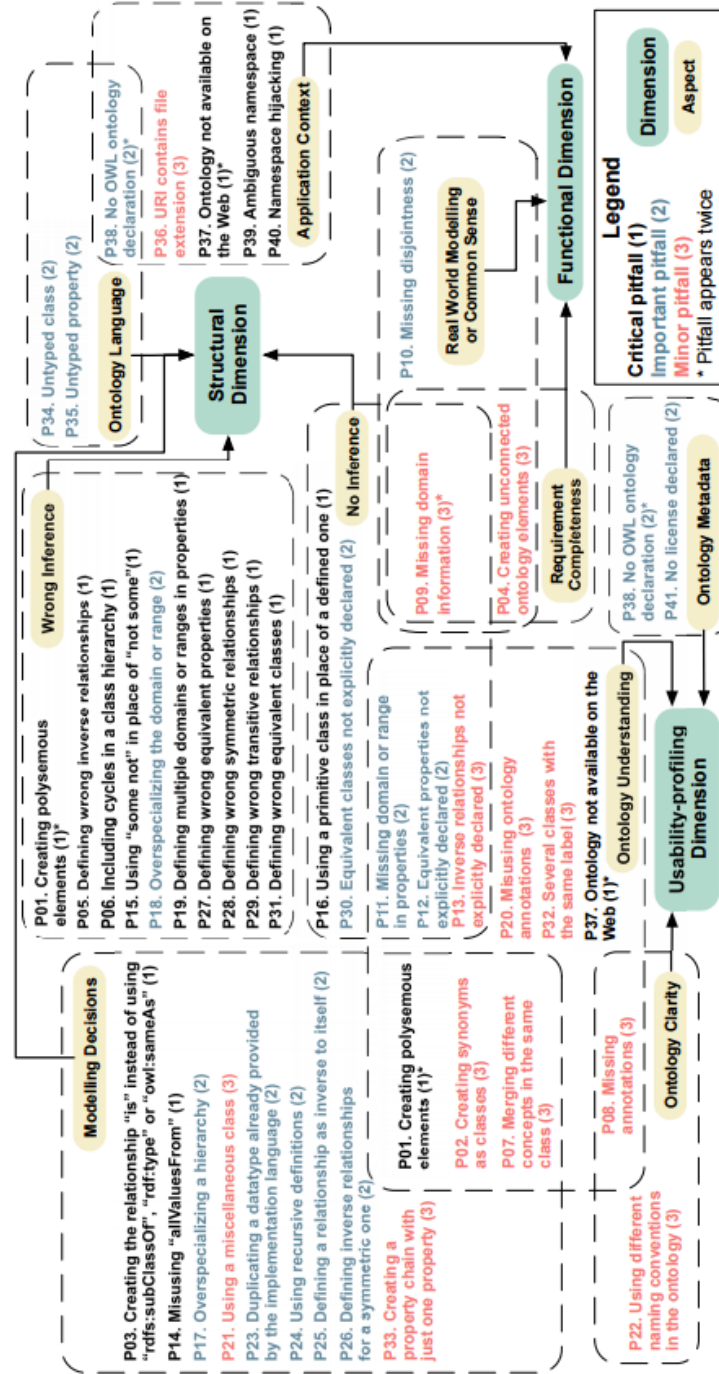 Modelling Decisions
P03. Creating the relationship “is” instead of using
“rdfs:subClassOf”, “rdf:type” or “owl:sameAs” (1)
P14. Misusing “allValuesFrom” (1)
P17. Overspecializing a hierarchy (2)
P21. Using a miscellaneous class (3)
P23. Duplicating a datatype already provided
by the implementation language (2)
P24. Using recursive definitions (2)
P25. Defining a relationship as inverse to itself (2)
P26. Defining inverse relationships
for a symmetric one (2)
P33. Creating a
property chain with
just one property (3)
P01. Creating polysemous
elements (1)*
P02. Creating synonyms
as classes (3)
P07. Merging different
concepts in the same
class (3)
P22. Using different
naming conventions
in the ontology (3)
P08. Missing
annotations (3)
Ontology Clarity
Wrong Inference
P01. Creating polysemous
elements (1)*
P05. Defining wrong inverse relationships (1)
P06. Including cycles in a class hierarchy (1)
P15. Using “some not” in place of “not some”(1)
P18. Overspecializing the domain or range (2)
P19. Defining multiple domains or ranges in properties (1)
P27. Defining wrong equivalent properties (1)
P28. Defining wrong symmetric relationships (1)
P29. Defining wrong transitive relationships (1)
P31. Defining wrong equivalent classes (1)
P16. Using a primitive class in place of a defined one (1)
P30. Equivalent classes not explicitly declared (2)
No Inference
P11. Missing domain or range
in properties (2)
P12. Equivalent properties not
explicitly declared (2)
P13. Inverse relationships not
explicitly declared (3)
P20. Misusing ontology
annotations (3)
P32. Several classes with
the same label (3)
P37. Ontology not available on the
Web (1)*
Ontology Understanding
Usability-profiling
Dimension
P09. Missing domain
information (3)*
P04. Creating unconnected
ontology elements (3)
Requirement
Completeness
P38. No OWL ontology
declaration (2)*
P41. No license declared (2)
Ontology Metadata
P34. Untyped class (2)
P35. Untyped property (2)
Ontology Language
Structural
Dimension
P38. No OWL ontology
declaration (2)*
P36. URI contains file
extension (3)
P37. Ontology not available on
the Web (1)*
P39. Ambiguous namespace (1)
P40. Namespace hijacking (1)
Application Context
P10. Missing disjointness (2)
Real World Modelling
or Common Sense
Functional Dimension
Legend
Critical pitfall (1)
Important pitfall (2)
Minor pitfall (3)
* Pitfall appears twice
Dimension
Aspect